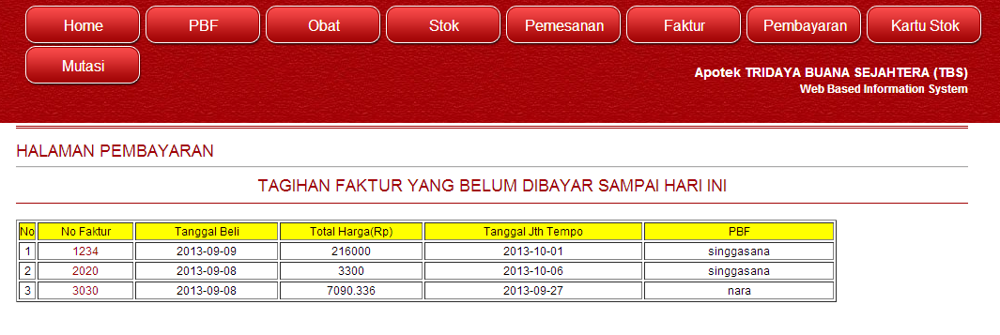 Home PBF Obat Stok Pemesanan Faktur Pembayaran Kartu Stok
Mutasi
Apotek TRIDAYA BUANA SEJAHTERA (TBS)
Web Based Information System
HALAMAN PEMBAYARAN
TAGIHAN FAKTUR YANG BELUM DIBAYAR SAMPAI HARI INI
No No Faktur Tanggal Beli Total Harga(Rp) Tanggal Jth Tempo PBF
1 1234 2013-09-09 216000 2013-10-01 singgasana
2 2020 2013-09-08 3300 2013-10-06 singgasana
3 3030 2013-09-08 7090.336 2013-09-27 nara